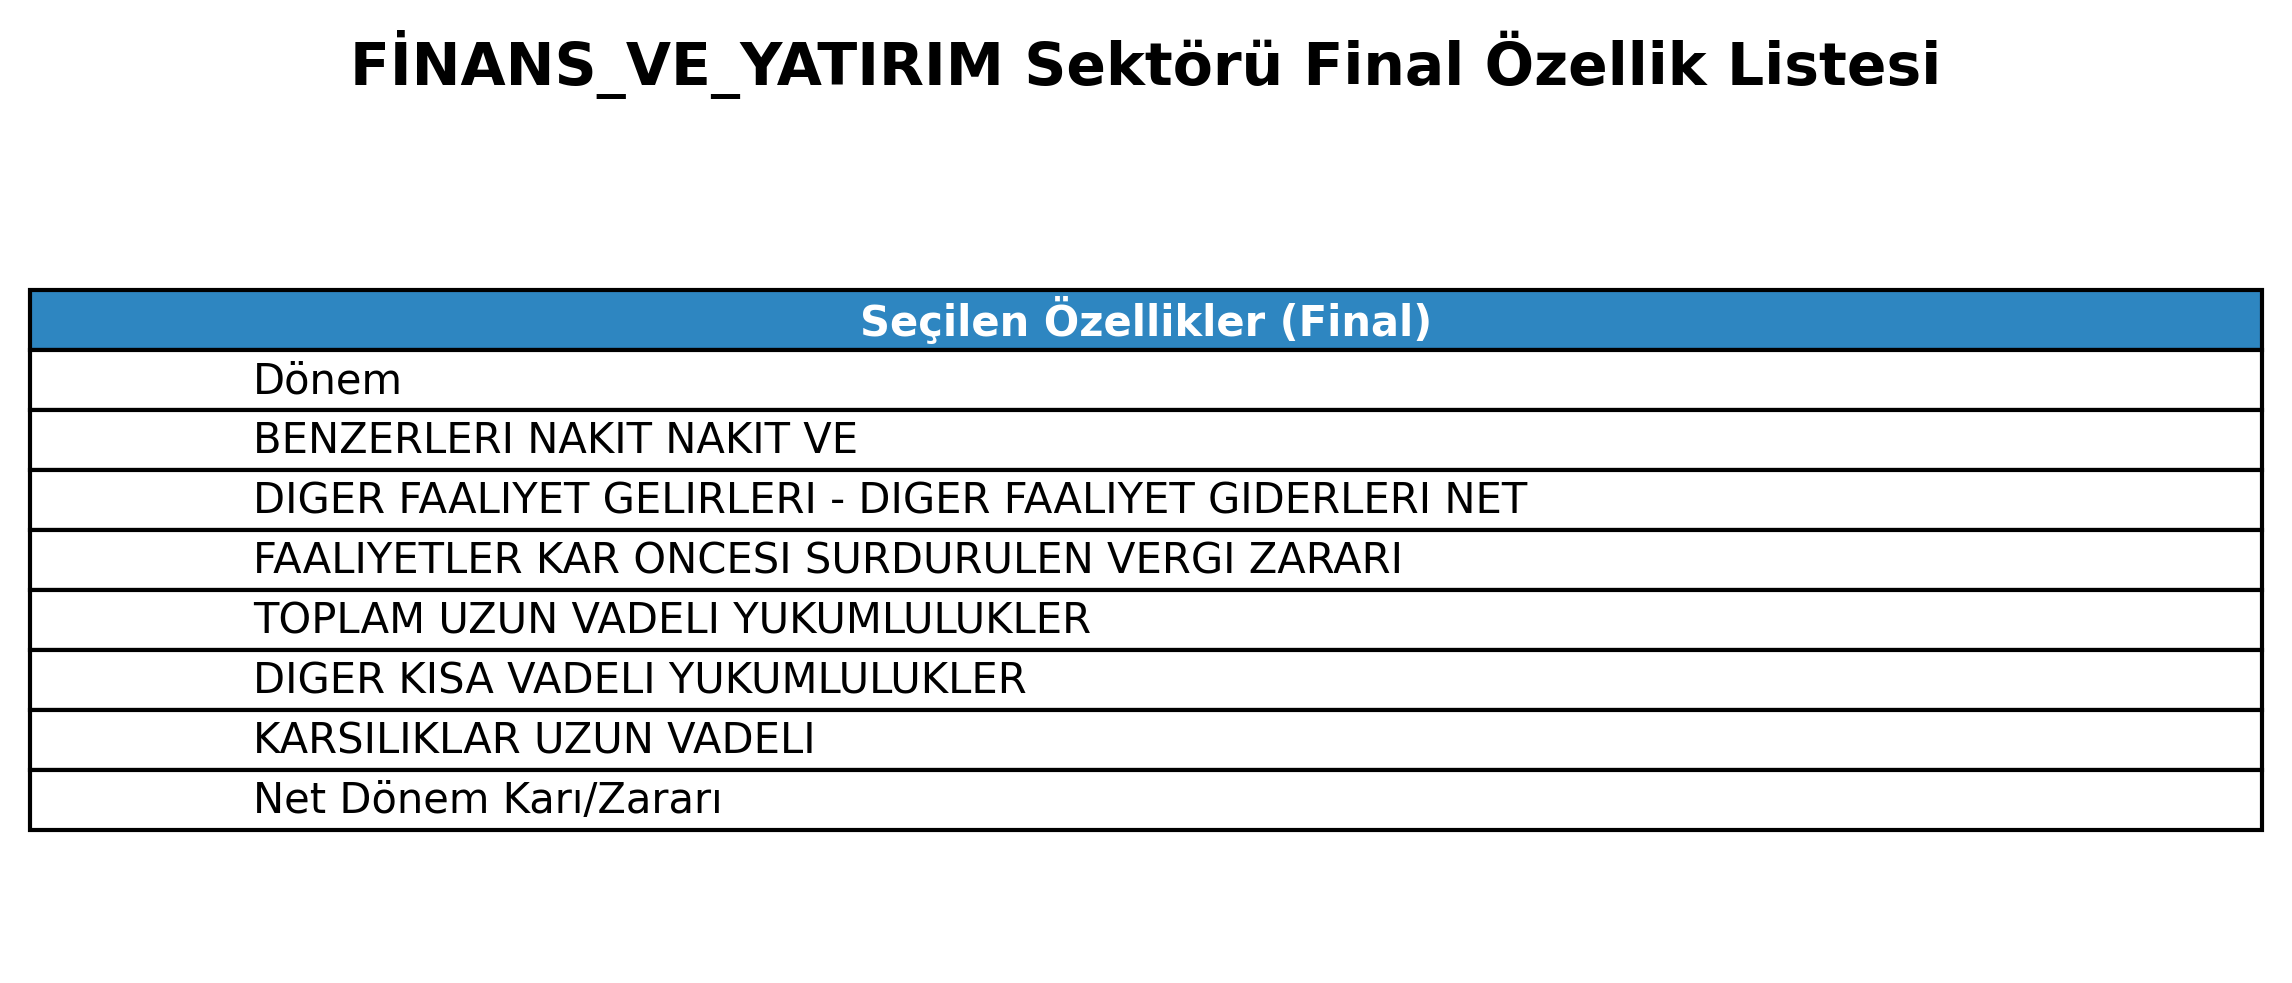 FİNANS_VE_YATIRIM Sektörü Final Özellik Listesi
Seçilen Özellikler (Final)
Dönem
BENZERLERI NAKIT NAKIT VE
DIGER FAALIYET GELIRLERI - DIGER FAALIYET GIDERLERI NET
FAALIYETLER KAR ONCESI SURDURULEN VERGI ZARARI
TOPLAM UZUN VADELI YUKUMLULUKLER
DIGER KISA VADELI YUKUMLULUKLER
KARSILIKLAR UZUN VADELI
Net Dönem Karı/Zararı